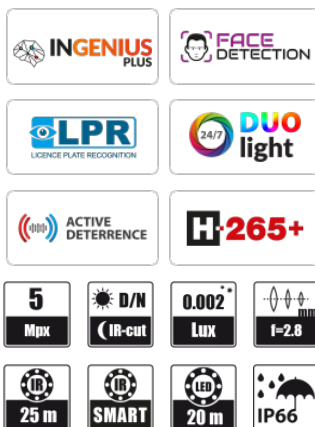 INGENIUS
PLUS
FACE
DETECTION
LPR
LICENCE PLATE RECOGNITION
24/7
DUO
light
ACTIVE
DETERRENCE
H.265+
5
Mpx
D/N
IR-cut
0.002**
Lux
f=2.8
IR
25 m
IR
SMART
LED
20 m
IP66